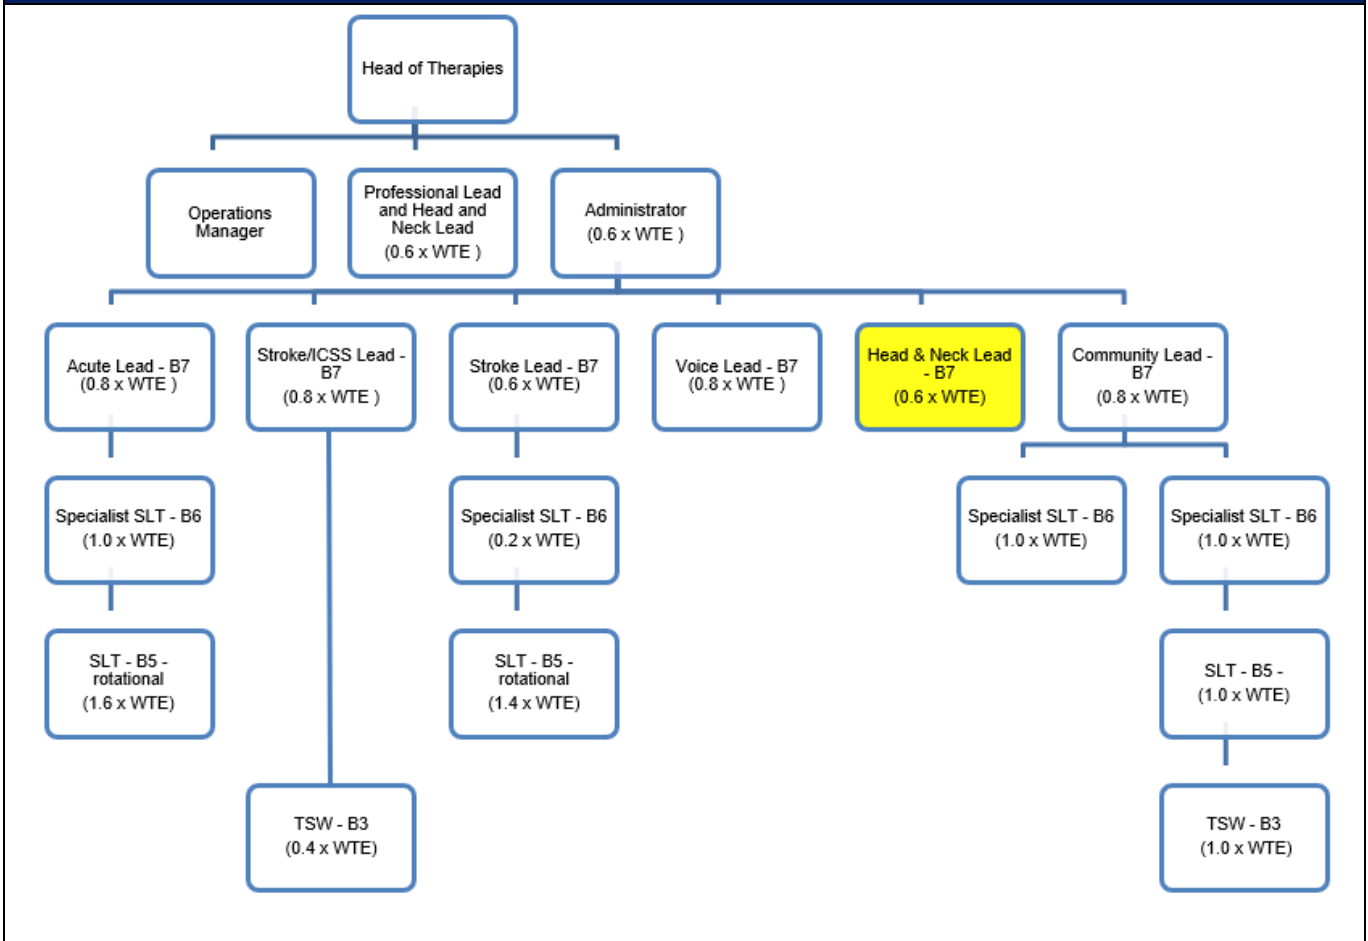 Head of Therapies
Operations
Manager
Professional Lead
and Head and
Neck Lead
(0.6 x WTE )
Administrator
(0.6 x WTE )
Acute Lead - B7
(0.8 x WTE )
Stroke/ICSS Lead -
B7
(0.8 x WTE )
Stroke Lead - B7
(0.6 x WTE)
Voice Lead - B7
(0.8 x WTE )
Head & Neck Lead
- B7
(0.6 x WTE)
Community Lead -
B7
(0.8 x WTE)
Specialist SLT - B6
(1.0 x WTE)
Specialist SLT - B6
(0.2 x WTE)
Specialist SLT - B6
(1.0 x WTE)
Specialist SLT - B6
(1.0 x WTE)
SLT - B5 -
rotational
(1.6 x WTE)
SLT - B5 -
rotational
(1.4 x WTE)
SLT - B5 -
(1.0 x WTE)
TSW - B3
(0.4 x WTE)
TSW - B3
(1.0 x WTE)